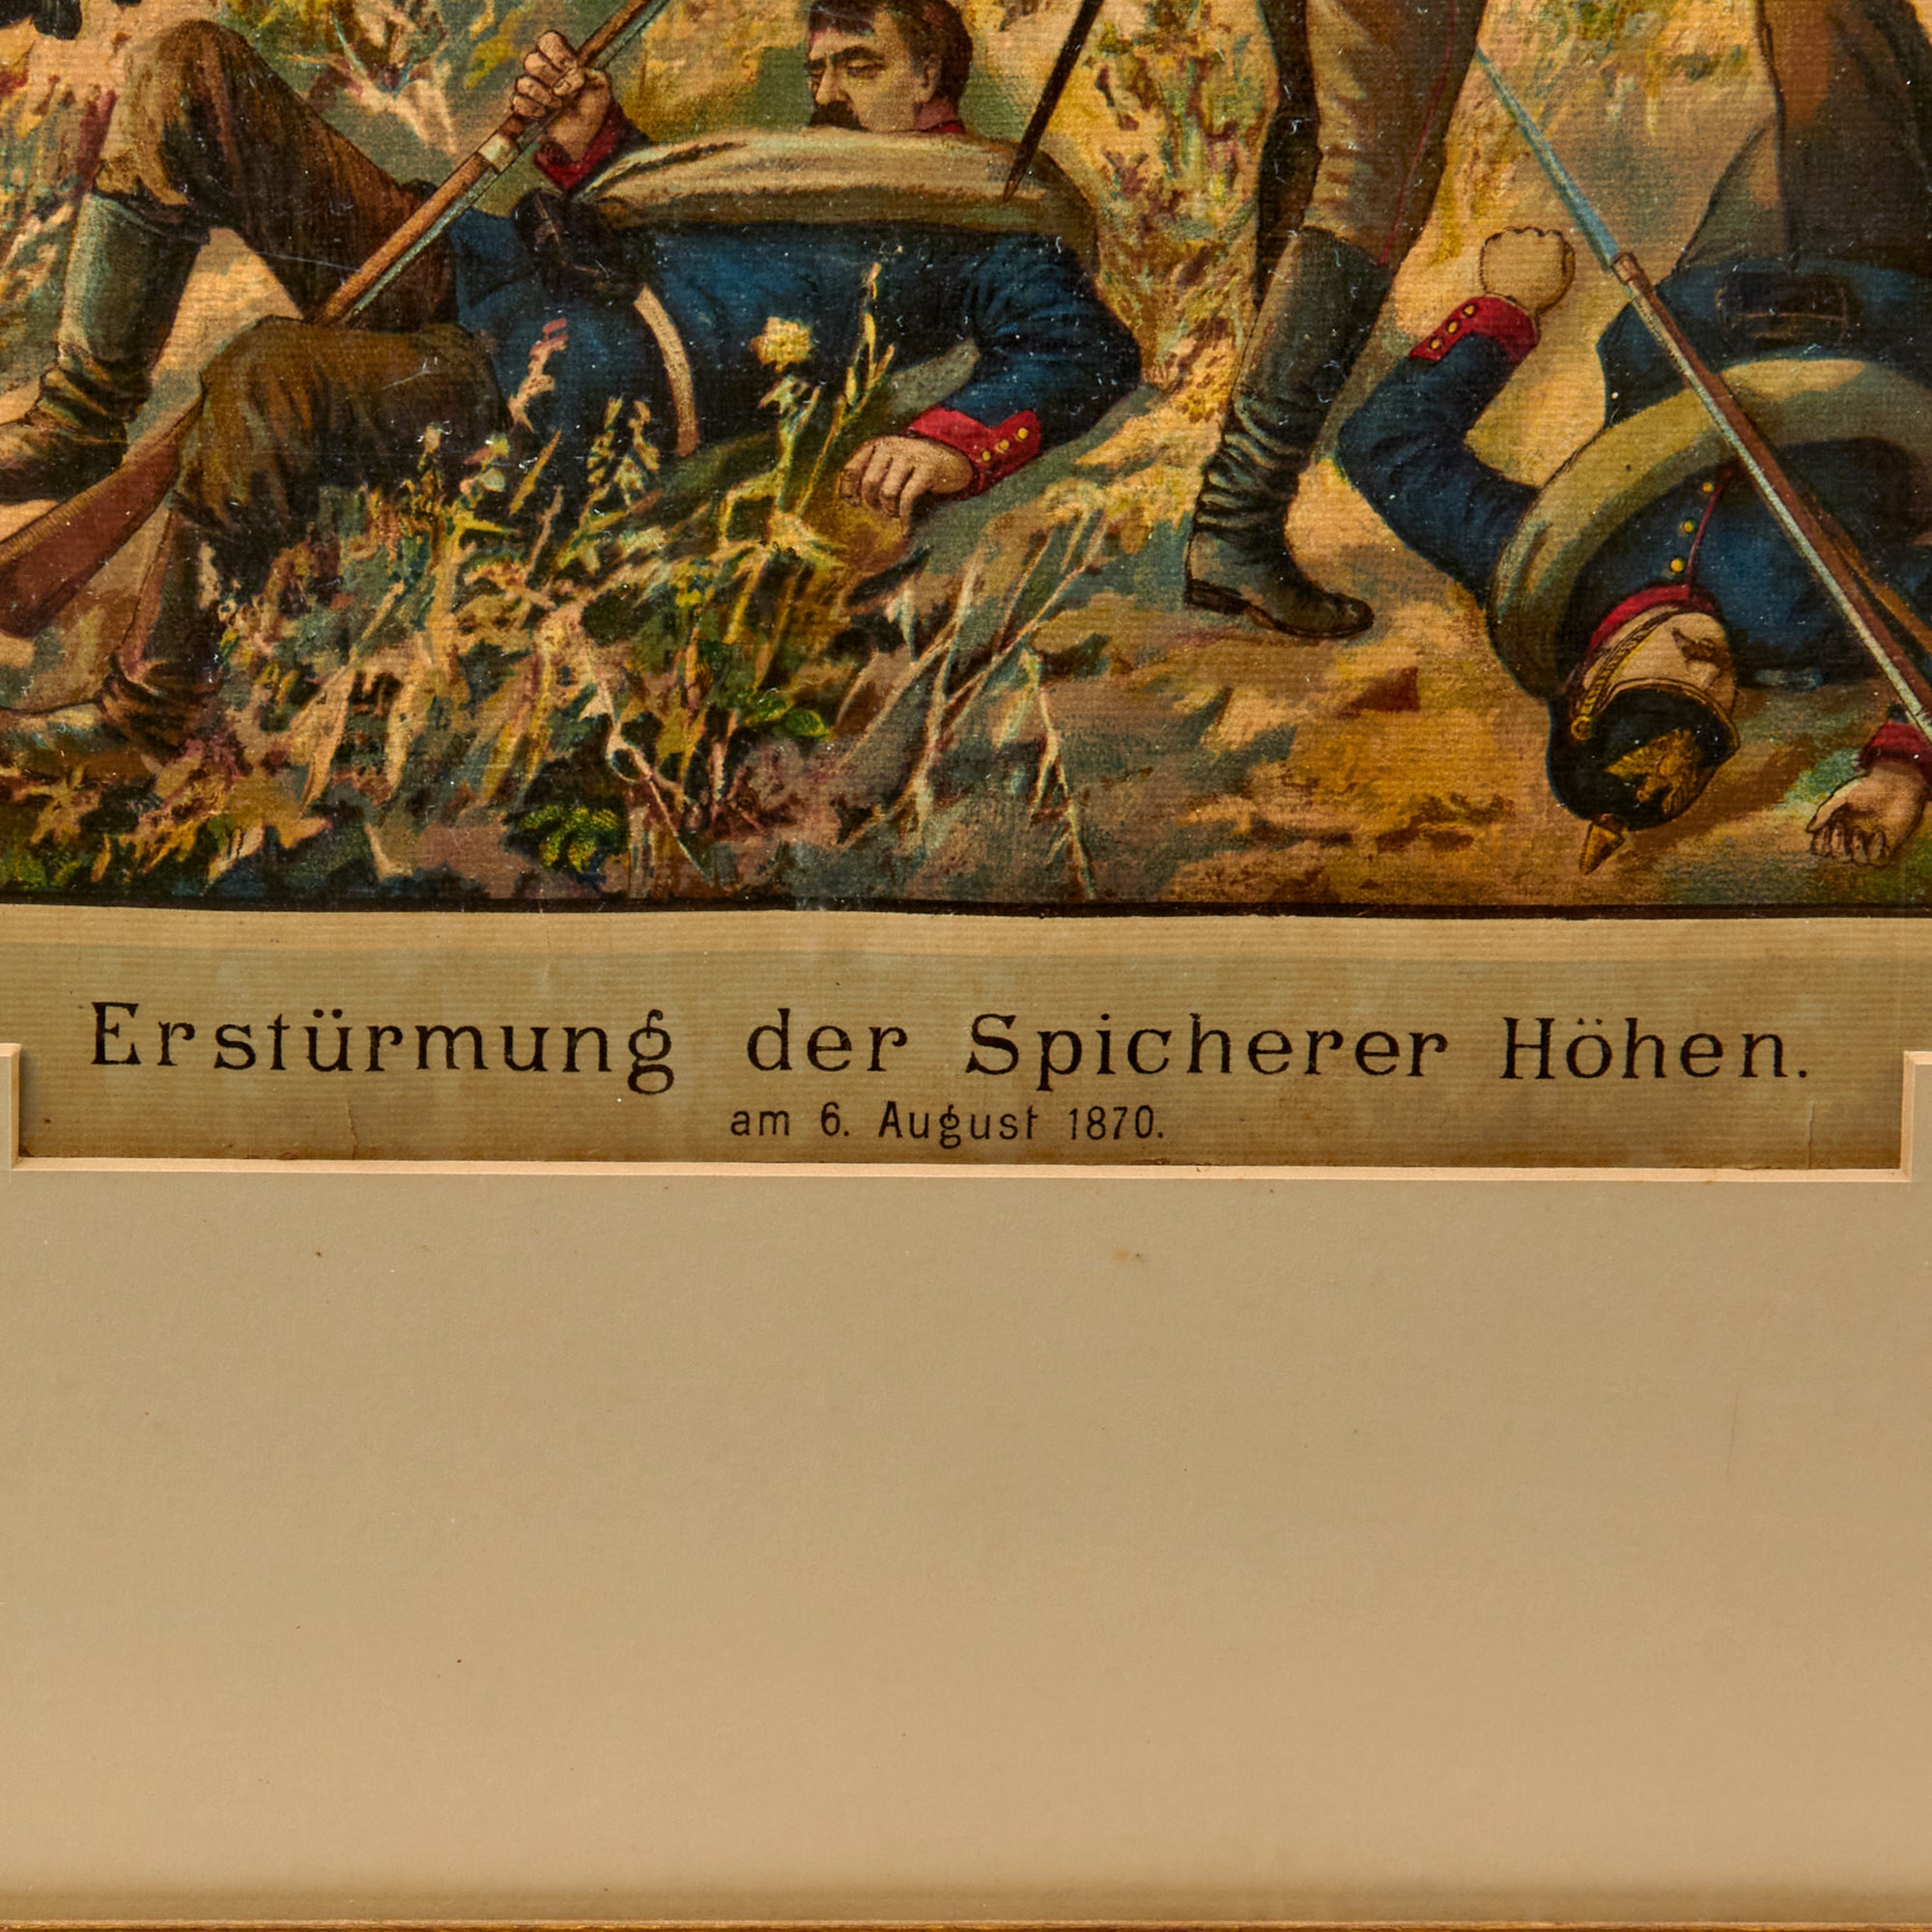 Erstürmung der Spicherer Höhen.
am 6. August 1870.